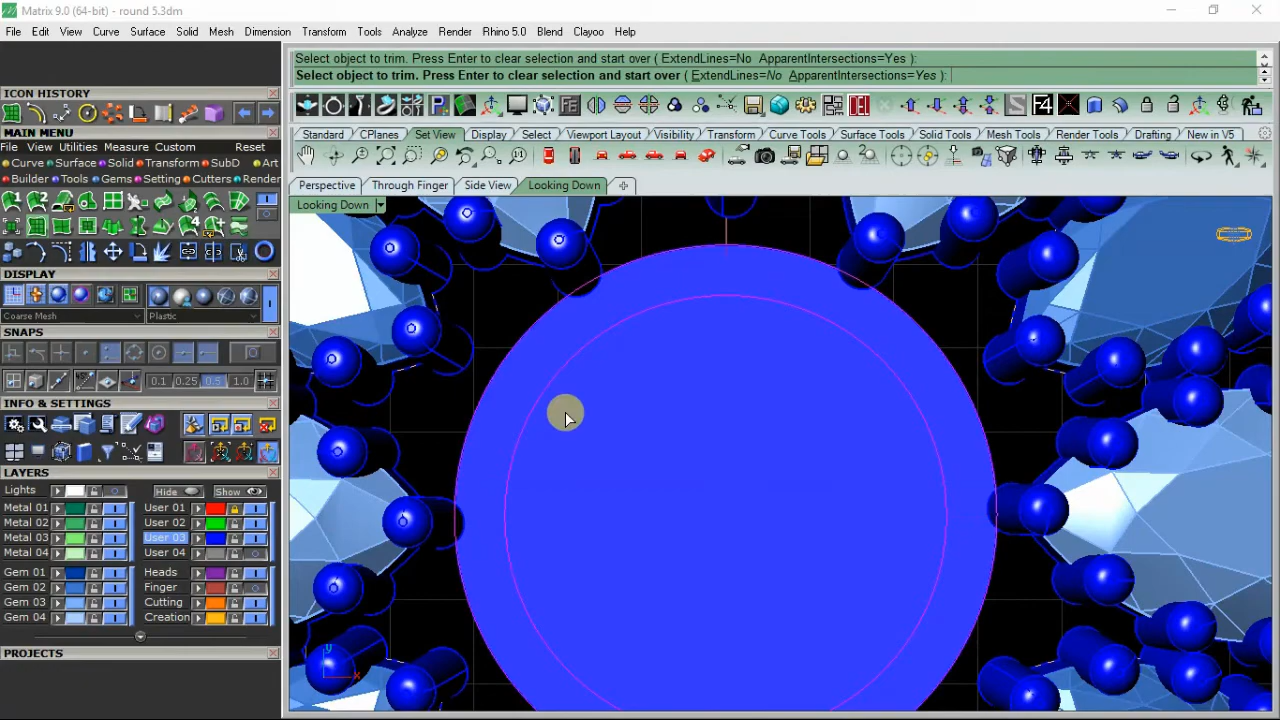 Matrix 9.0 (64-bit) - round 5.3dm
File Edit View Curve Surface Solid Mesh Dimension Transform Tools Analyze Render Rhino 5.0 Blend Clayoo Help
Select object to trim. Press Enter to clear selection and start over ( ExtendLines=No ApparentIntersections=Yes ):
Select object to trim. Press Enter to clear selection and start over ( ExtendLines=No ApparentIntersections=Yes ):
ICON HISTORY
MAIN MENU
File View Utilities Measure Custom Reset
Curve Surface Solid Transform SubD Art
Builder Tools Gems Setting Cutters Render
Standard CPlanes Set View Display Select Viewport Layout Visibility Transform Curve Tools Surface Tools Solid Tools Mesh Tools Render Tools Drafting New in V5
Perspective Through Finger Side View Looking Down
Looking Down
DISPLAY
Coarse Mesh Plastic
SNAPS
0.1 0.25 0.5 1.0
INFO & SETTINGS
LAYERS
Lights Hide Show
Metal 01 User 01
Metal 02 User 02
Metal 03 User 03
Metal 04 User 04
Gem 01 Heads
Gem 02 Finger
Gem 03 Cutting
Gem 04 Creation
PROJECTS
y
x